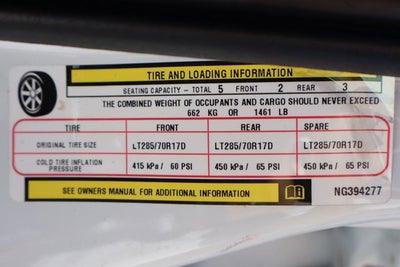 TIRE AND LOADING INFORMATION
SEATING CAPACITY - TOTAL 5 FRONT 2 REAR 3
THE COMBINED WEIGHT OF OCCUPANTS AND CARGO SHOULD NEVER EXCEED
662 KG OR 1461 LB
TIRE FRONT REAR SPARE
ORIGINAL TIRE SIZE LT285/70R17D LT285/70R17D LT285/70R17D
COLD TIRE INFLATION PRESSURE 415 kPa / 60 PSI 450 kPa / 65 PSI 450 kPa / 65 PSI
SEE OWNERS MANUAL FOR ADDITIONAL INFORMATION NG394277